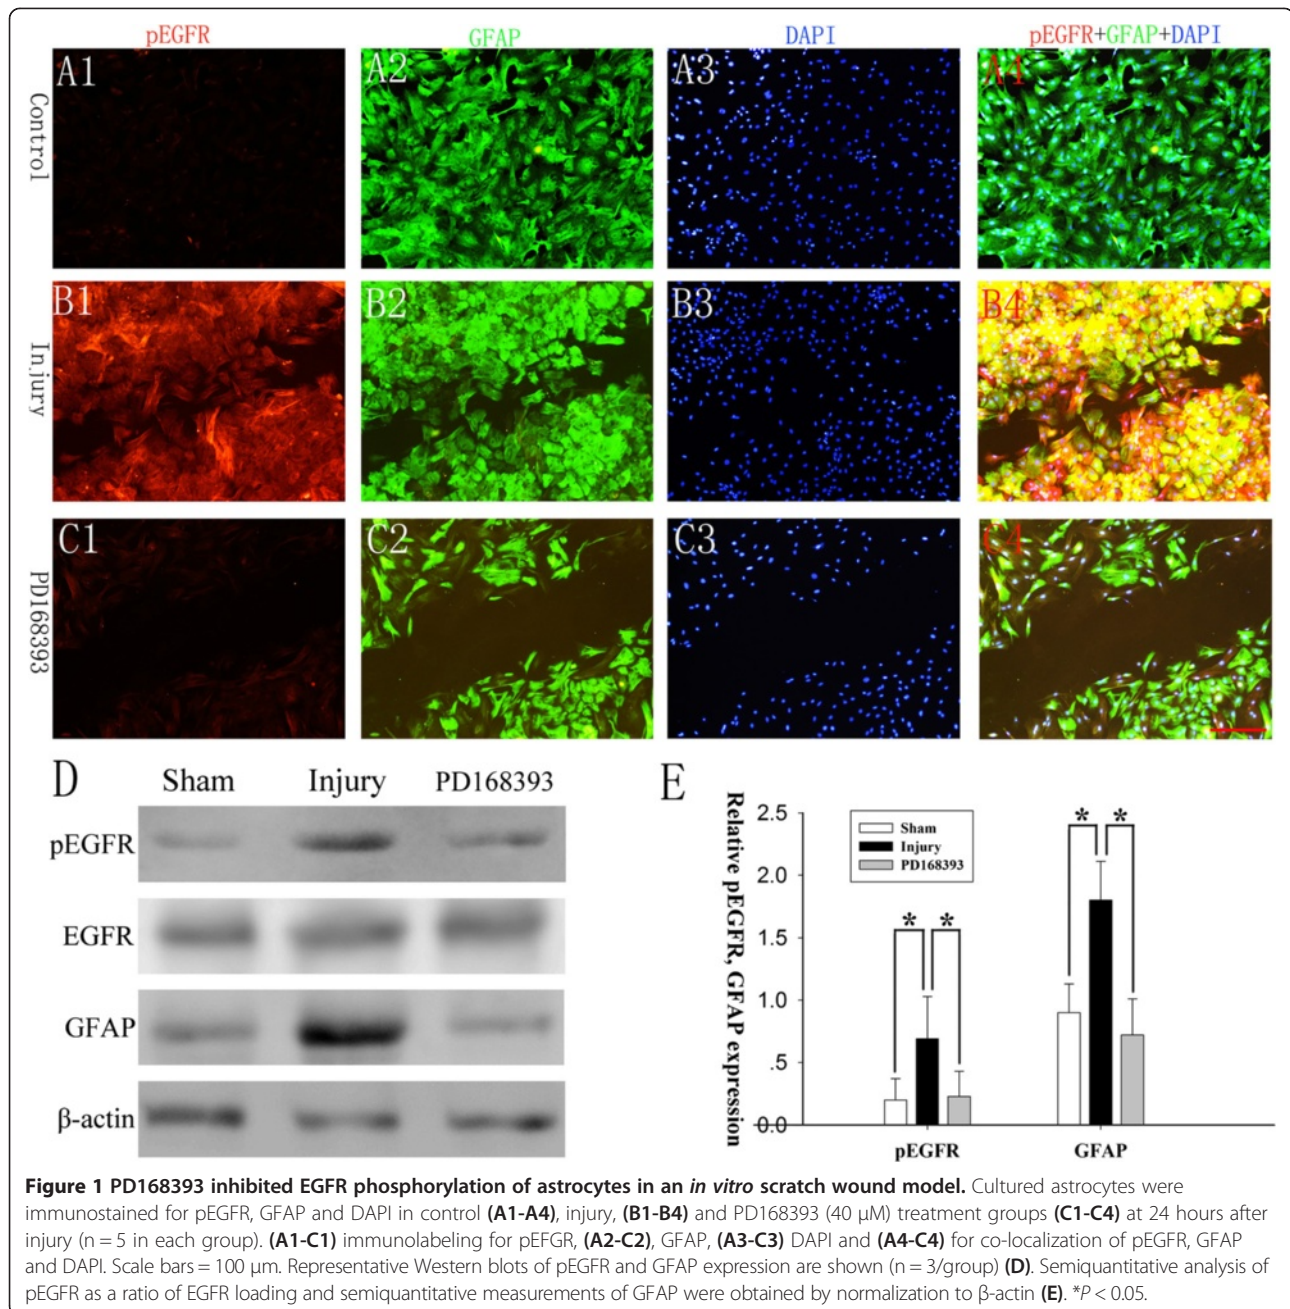 pEGFR GFAP DAPI pEGFR+GFAP+DAPI
Control
A1 A2 A3 A4
Injury
B1 B2 B3 B4
PD168393
C1 C2 C3 C4
D
Sham Injury PD168393
pEGFR
EGFR
GFAP
β-actin
E
Relative pEGFR, GFAP expression
2.5
2.0
1.5
1.0
.5
0.0
Sham
Injury
PD168393
* *
* *
pEGFR GFAP
Figure 1 PD168393 inhibited EGFR phosphorylation of astrocytes in an in vitro scratch wound model. Cultured astrocytes were
immunostained for pEGFR, GFAP and DAPI in control (A1-A4), injury, (B1-B4) and PD168393 (40 μM) treatment groups (C1-C4) at 24 hours after
injury (n = 5 in each group). (A1-C1) immunolabeling for pEFGR, (A2-C2), GFAP, (A3-C3) DAPI and (A4-C4) for co-localization of pEGFR, GFAP
and DAPI. Scale bars = 100 μm. Representative Western blots of pEGFR and GFAP expression are shown (n = 3/group) (D). Semiquantitative analysis of
pEGFR as a ratio of EGFR loading and semiquantitative measurements of GFAP were obtained by normalization to β-actin (E). *P < 0.05.